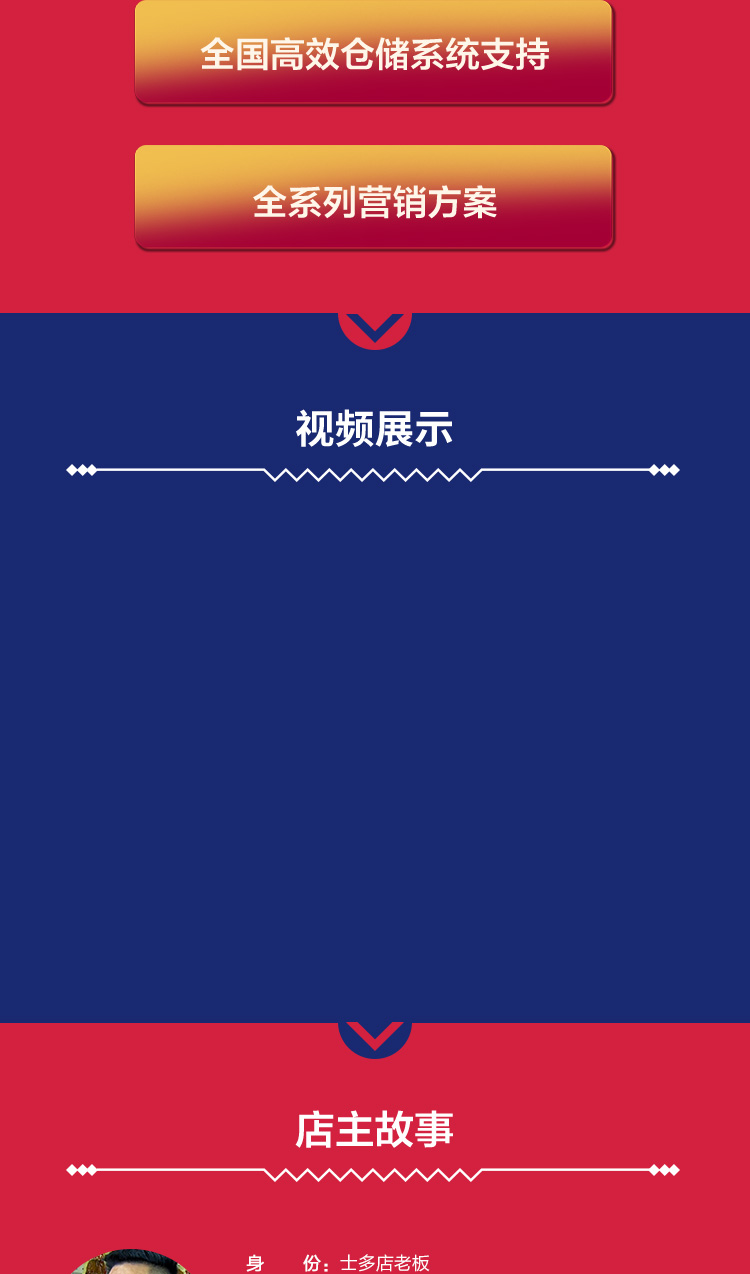 全国高效仓储系统支持
全系列营销方案
视频展示
店主故事
身 份：士多店老板